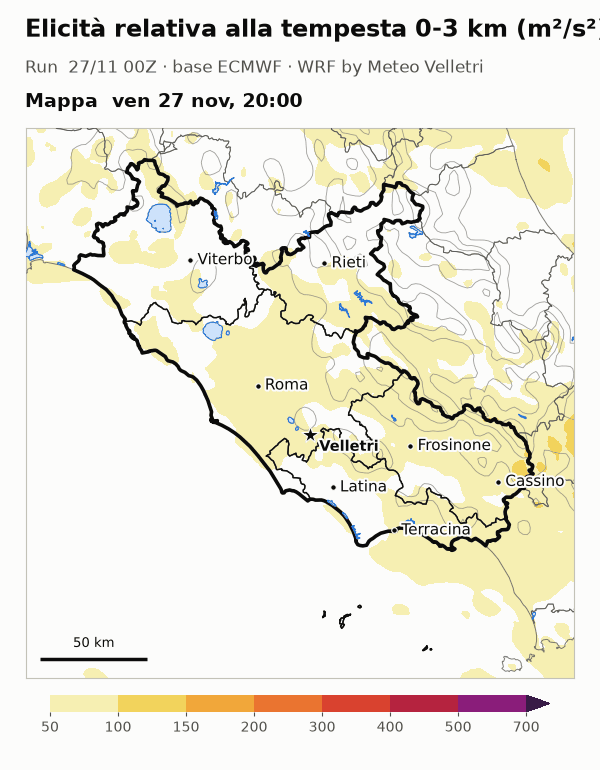 Elicità relativa alla tempesta 0-3 km (m²/s²)
Run 27/11 00Z · base ECMWF · WRF by Meteo Velletri
Mappa ven 27 nov, 20:00
Viterbo
Rieti
Roma
Velletri
Frosinone
Cassino
Latina
Terracina
50 km
50 100 150 200 300 400 500 700